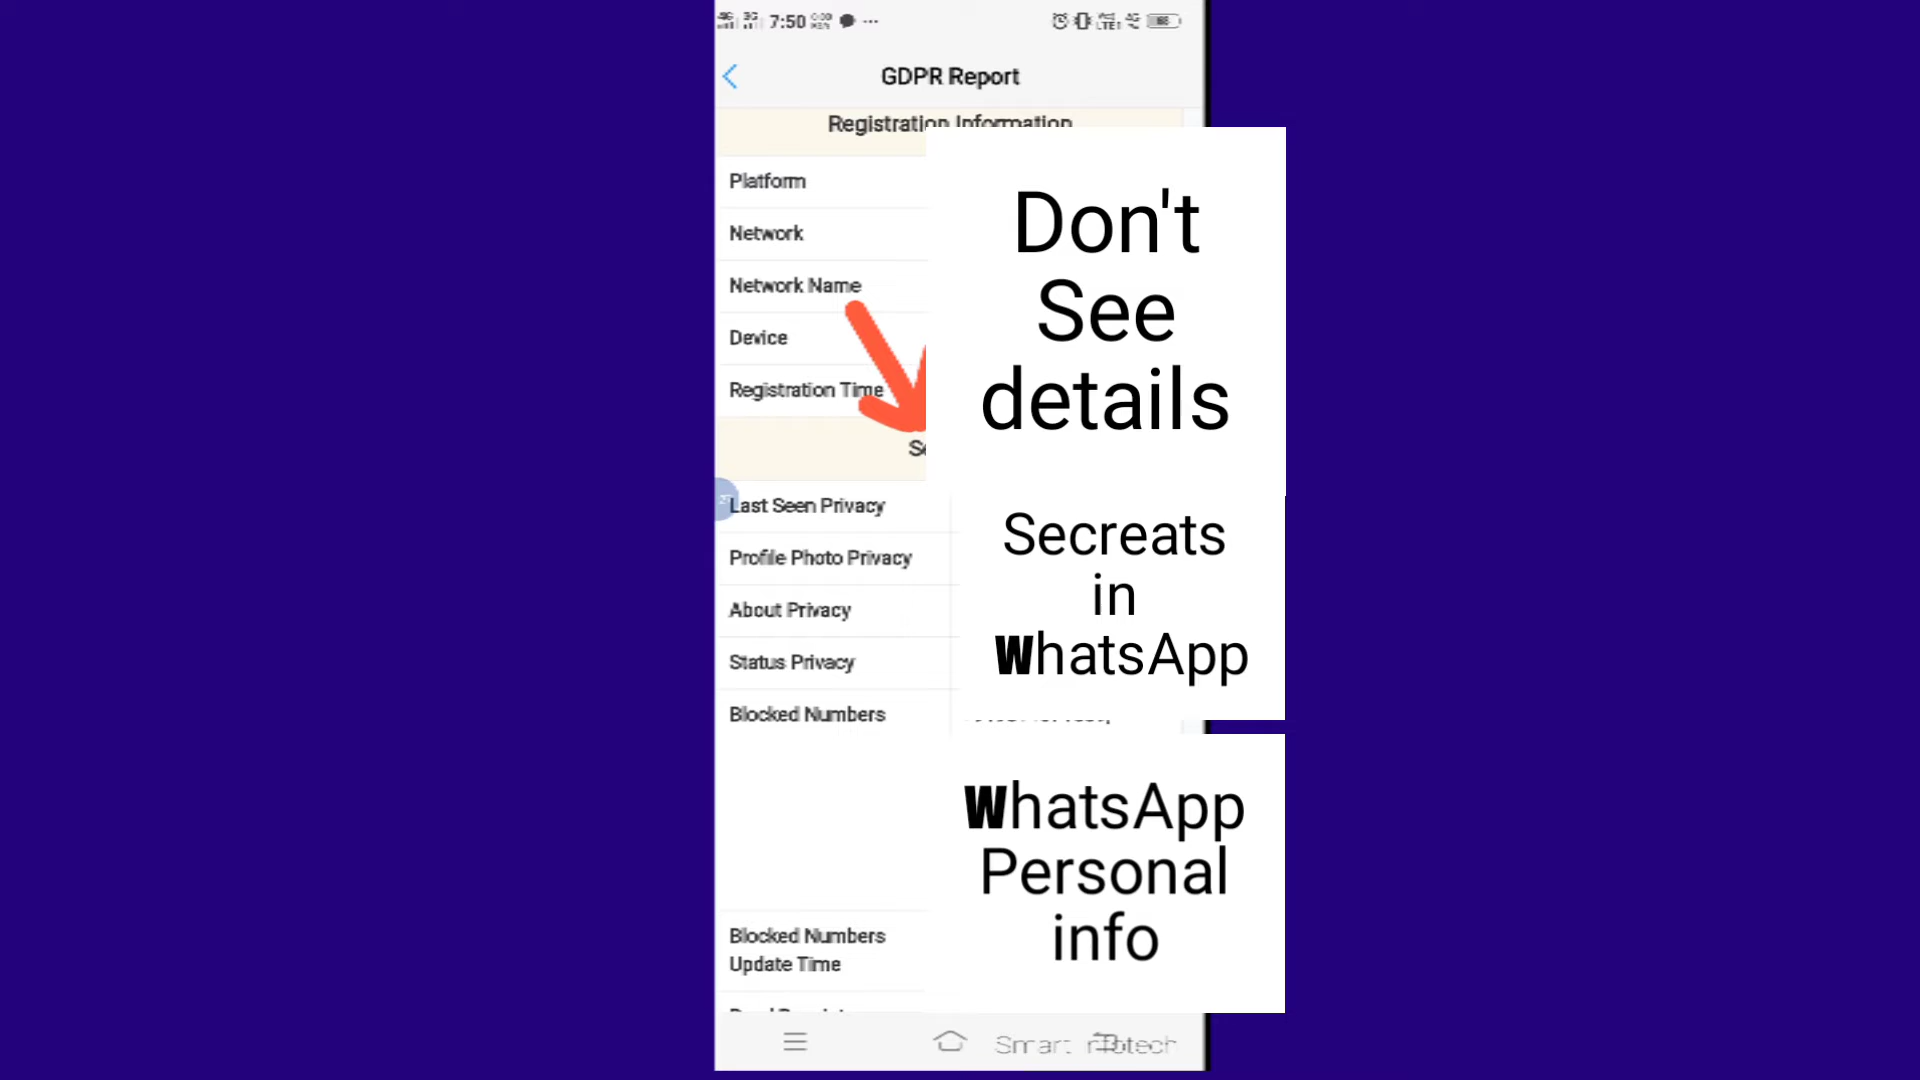 7:50
GDPR Report
Registration Information
Platform
Network
Network Name
Device
Registration Time
Don't
See
details
Last Seen Privacy
Profile Photo Privacy
About Privacy
Status Privacy
Blocked Numbers
Secreats
in
WhatsApp
WhatsApp
Personal
info
Blocked Numbers
Update Time
Smart infotech